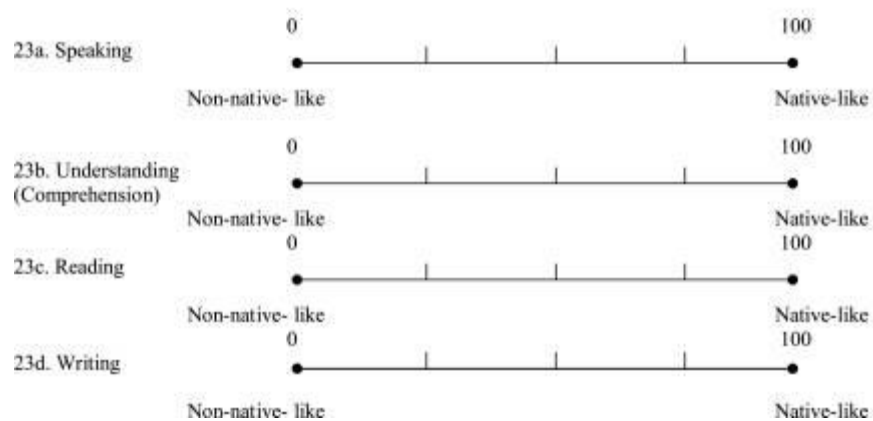 0 100
23a. Speaking
Non-native- like Native-like
0 100
23b. Understanding
(Comprehension)
Non-native- like Native-like
0 100
23c. Reading
Non-native- like Native-like
0 100
23d. Writing
Non-native- like Native-like